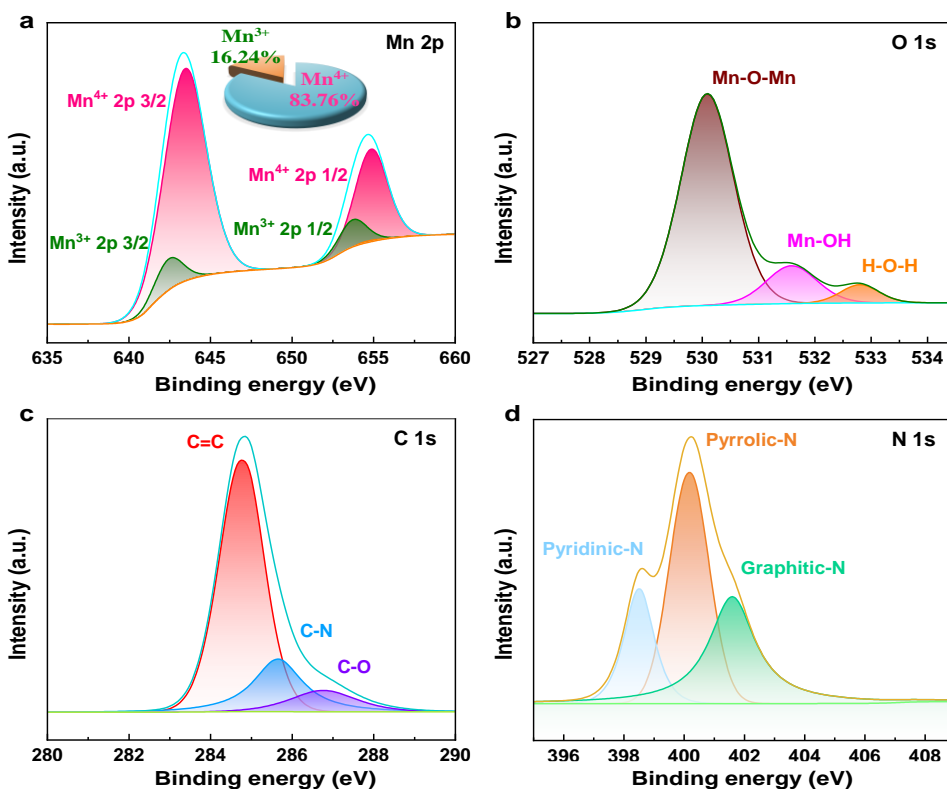 a
Mn 2p
Mn³⁺
16.24%
Mn⁴⁺
83.76%
Mn⁴⁺ 2p 3/2
Mn⁴⁺ 2p 1/2
Mn³⁺ 2p 3/2
Mn³⁺ 2p 1/2
Intensity (a.u.)
635 640 645 650 655 660
Binding energy (eV)
b
O 1s
Mn-O-Mn
Mn-OH
H-O-H
Intensity (a.u.)
527 528 529 530 531 532 533 534
Binding energy (eV)
c
C 1s
C=C
C-N
C-O
Intensity (a.u.)
280 282 284 286 288 290
Binding energy (eV)
d
N 1s
Pyrrolic-N
Pyridinic-N
Graphitic-N
Intensity (a.u.)
396 398 400 402 404 406 408
Binding energy (eV)